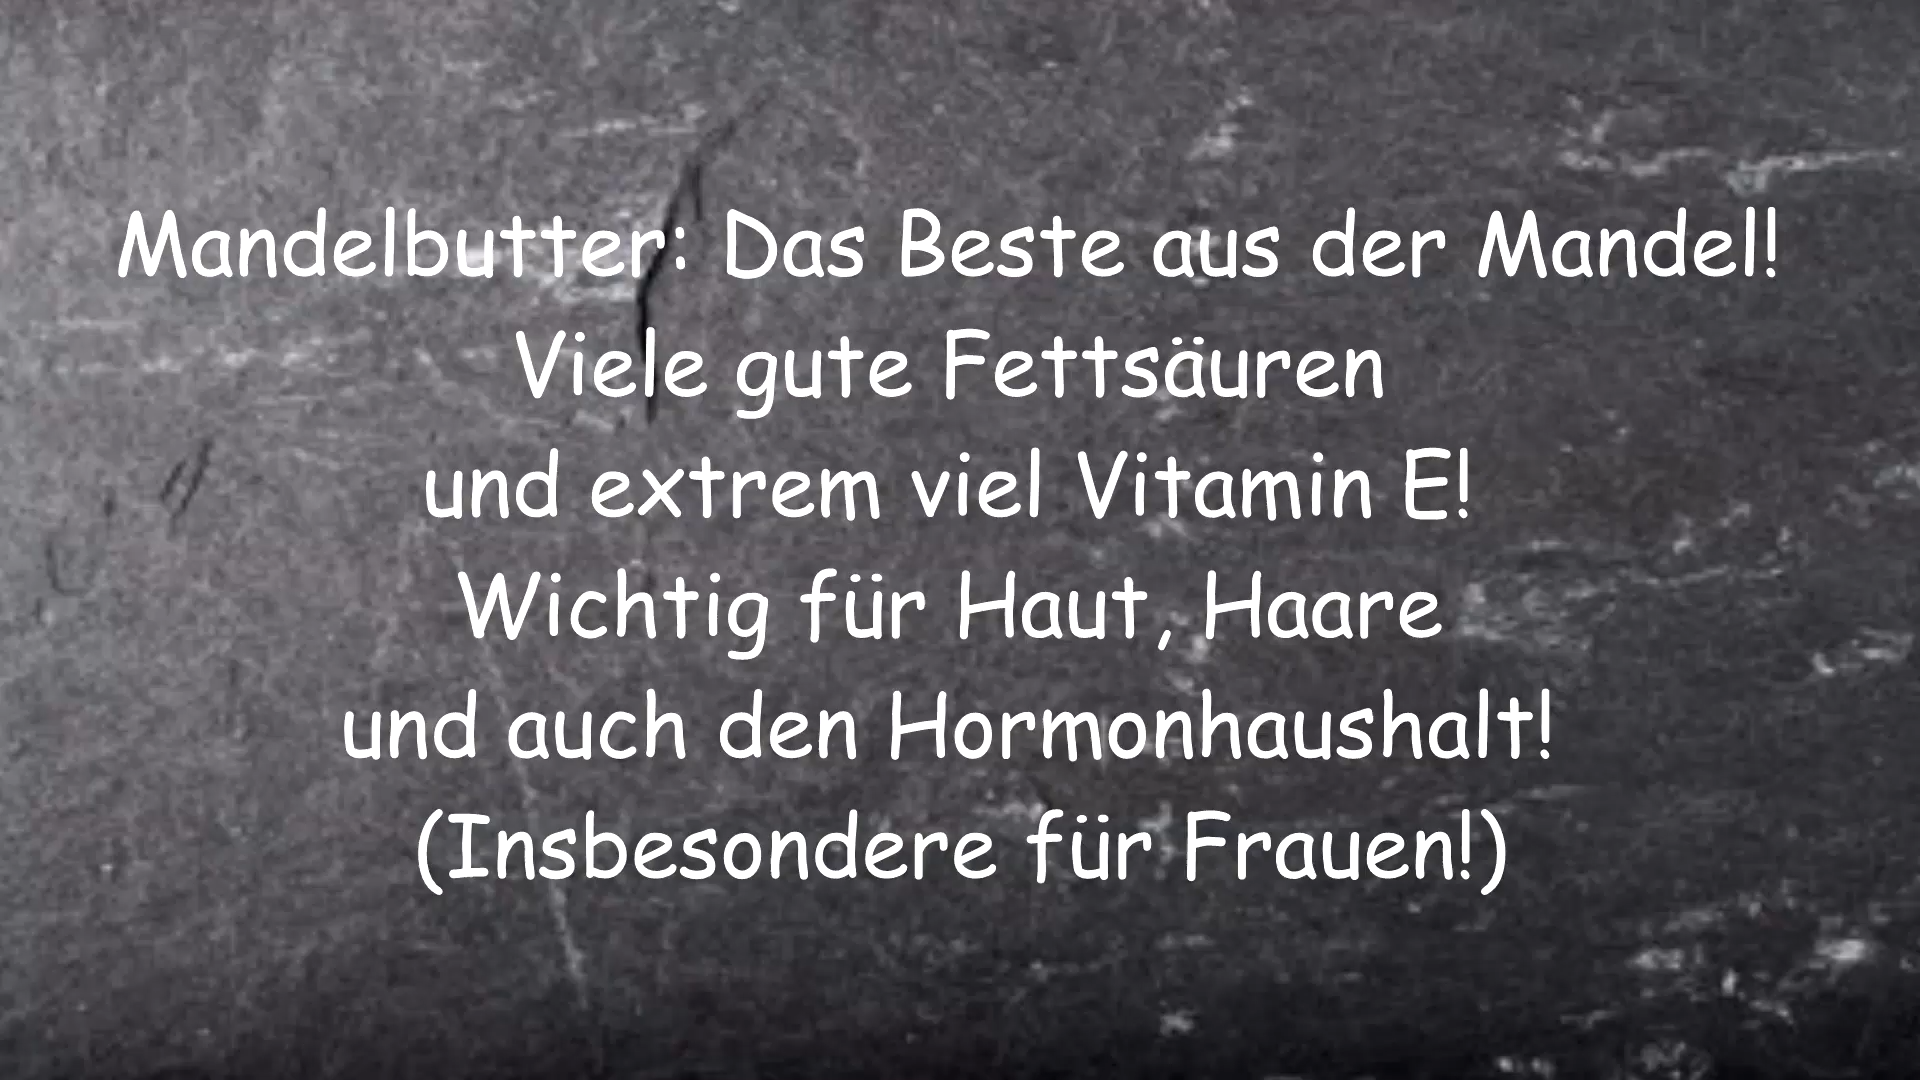 Mandelbutter: Das Beste aus der Mandel!
Viele gute Fettsäuren
und extrem viel Vitamin E!
Wichtig für Haut, Haare
und auch den Hormonhaushalt!
(Insbesondere für Frauen!)